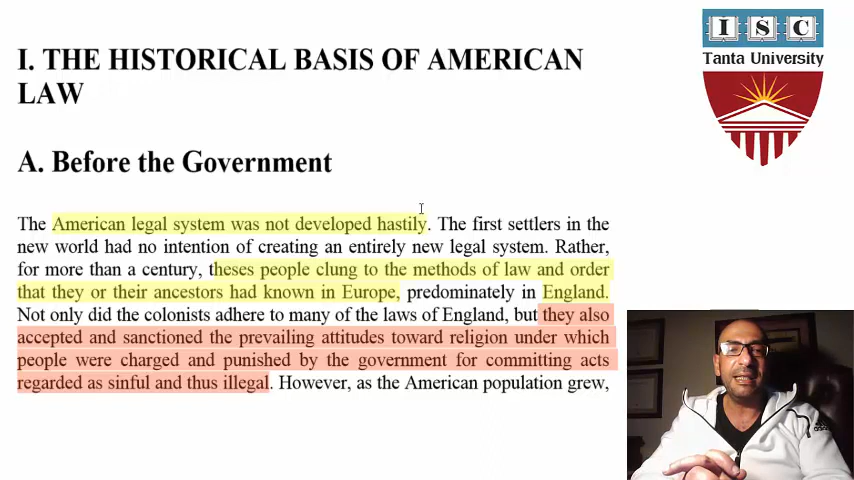 I. THE HISTORICAL BASIS OF AMERICAN
LAW
A. Before the Government
The American legal system was not developed hastily. The first settlers in the
new world had no intention of creating an entirely new legal system. Rather,
for more than a century, theses people clung to the methods of law and order
that they or their ancestors had known in Europe, predominately in England.
Not only did the colonists adhere to many of the laws of England, but they also
accepted and sanctioned the prevailing attitudes toward religion under which
people were charged and punished by the government for committing acts
regarded as sinful and thus illegal. However, as the American population grew,
I S C
Tanta University
adidas